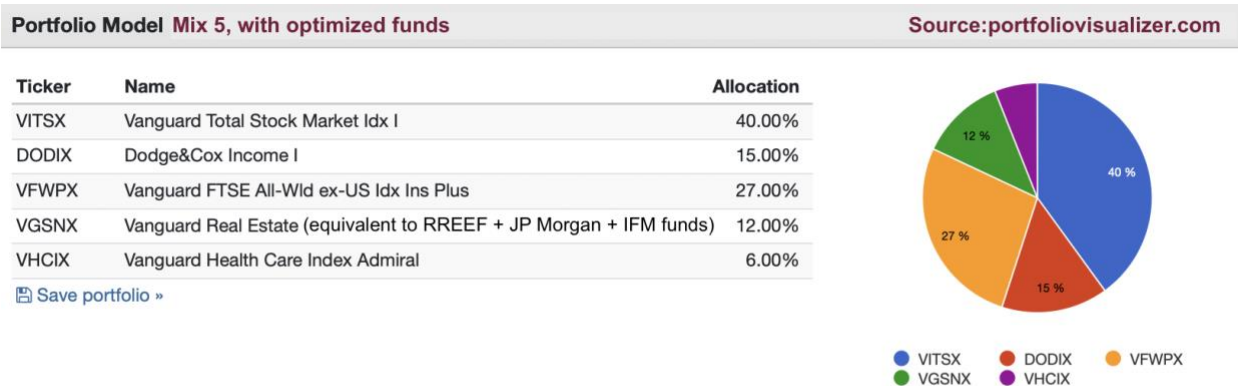 Portfolio Model Mix 5, with optimized funds Source:portfoliovisualizer.com
Ticker Name Allocation
VITSX Vanguard Total Stock Market Idx I 40.00%
DODIX Dodge&Cox Income I 15.00%
VFWPX Vanguard FTSE All-Wld ex-US Idx Ins Plus 27.00%
VGSNX Vanguard Real Estate (equivalent to RREEF + JP Morgan + IFM funds) 12.00%
VHCIX Vanguard Health Care Index Admiral 6.00%
Save portfolio »
12 %
40 %
27 %
15 %
VITSX DODIX VFWPX
VGSNX VHCIX